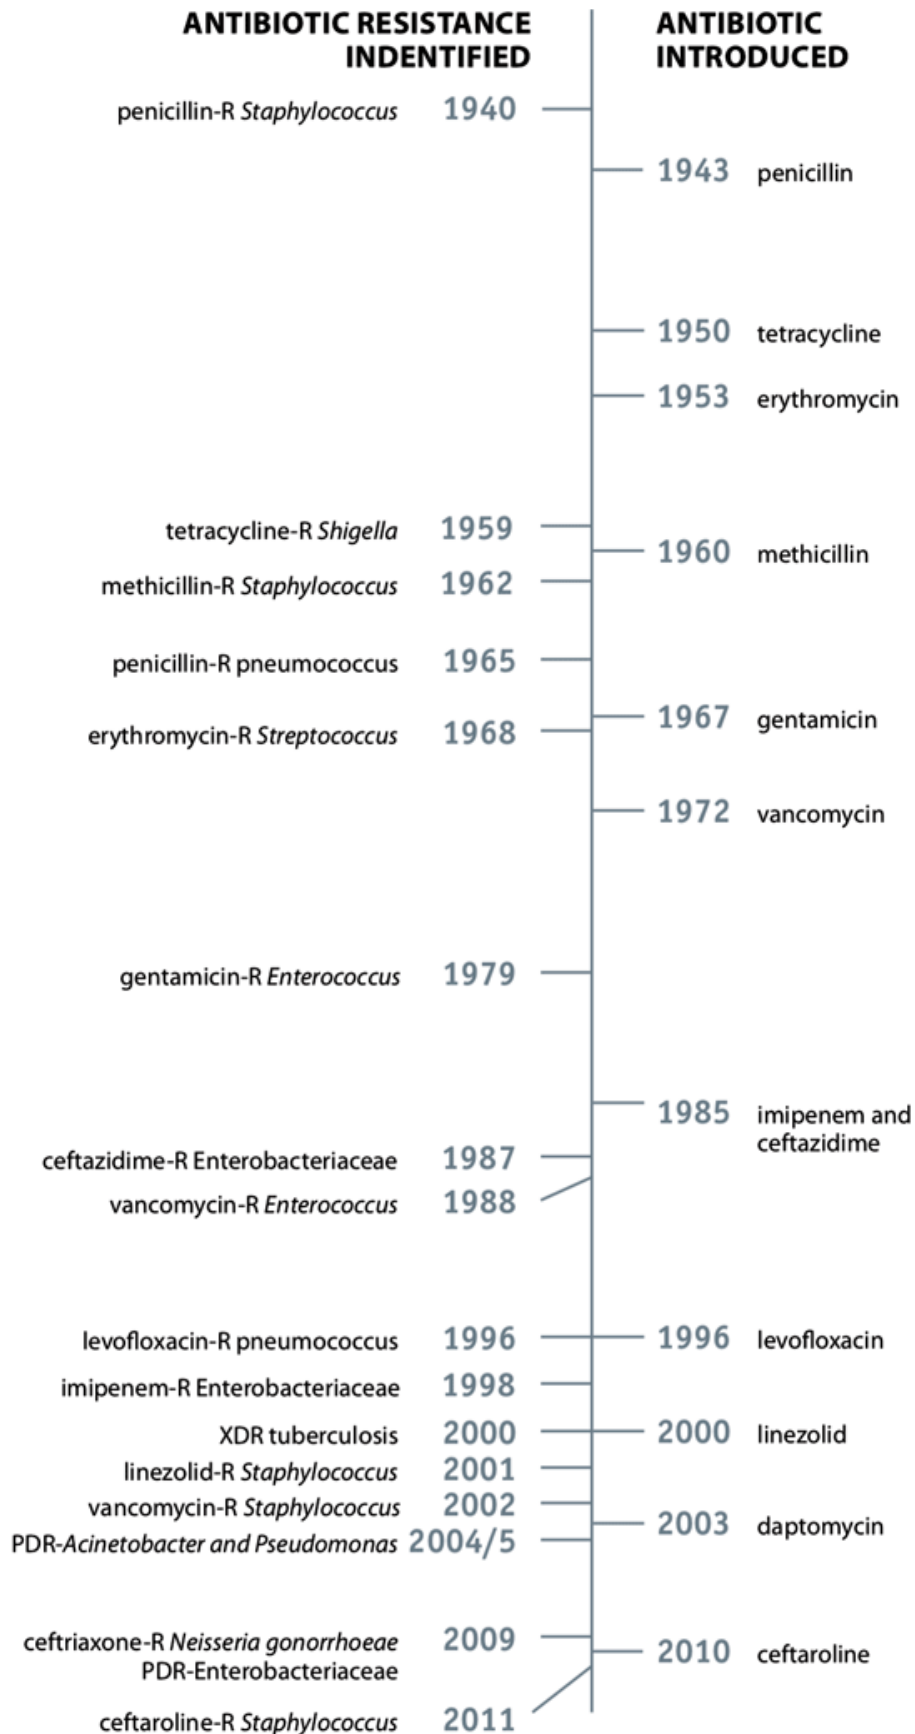 ANTIBIOTIC RESISTANCE
INDENTIFIED
ANTIBIOTIC
INTRODUCED
penicillin-R Staphylococcus 1940
1943 penicillin
1950 tetracycline
1953 erythromycin
tetracycline-R Shigella 1959
1960 methicillin
methicillin-R Staphylococcus 1962
penicillin-R pneumococcus 1965
1967 gentamicin
erythromycin-R Streptococcus 1968
1972 vancomycin
gentamicin-R Enterococcus 1979
1985 imipenem and
ceftazidime
ceftazidime-R Enterobacteriaceae 1987
vancomycin-R Enterococcus 1988
levofloxacin-R pneumococcus 1996
1996 levofloxacin
imipenem-R Enterobacteriaceae 1998
XDR tuberculosis 2000
2000 linezolid
linezolid-R Staphylococcus 2001
vancomycin-R Staphylococcus 2002
2003 daptomycin
PDR-Acinetobacter and Pseudomonas 2004/5
ceftriaxone-R Neisseria gonorrhoeae 2009
PDR-Enterobacteriaceae
2010 ceftaroline
ceftaroline-R Staphylococcus 2011